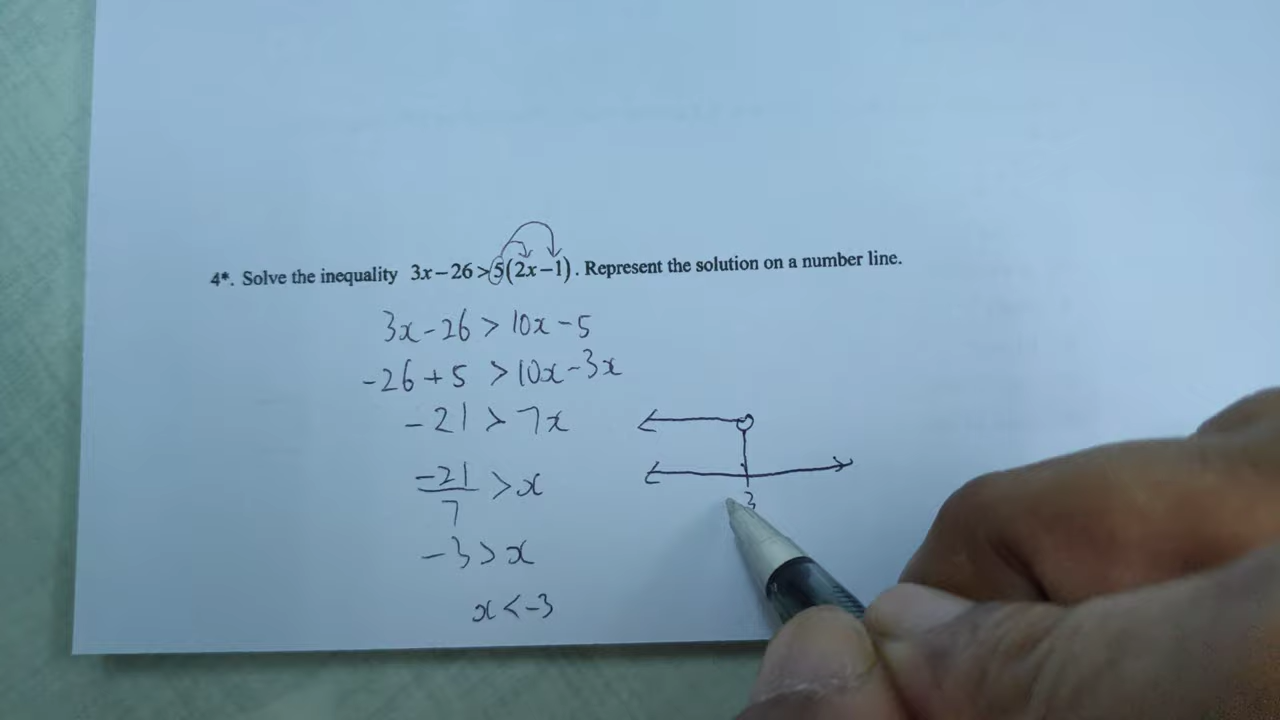 4*. Solve the inequality 3x−26>5(2x−1). Represent the solution on a number line.
3x-26 > 10x-5
-26+5 > 10x-3x
-21 > 7x
-21/7 > x
3
-3 > x
x < -3